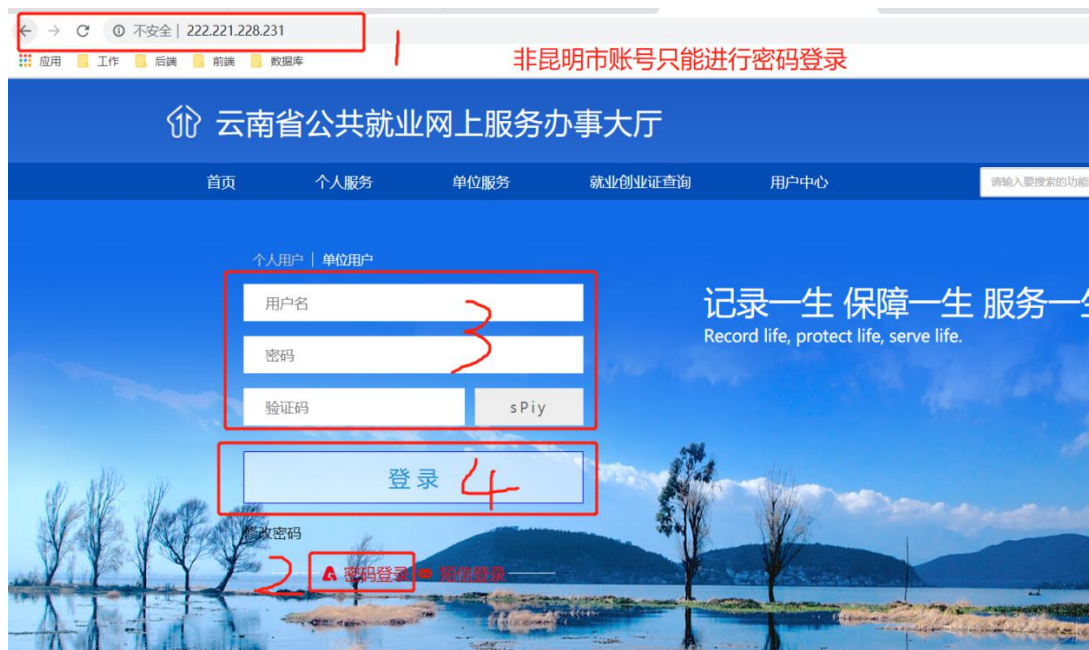 不安全 | 222.221.228.231
1
应用 工作 后端 前端 数据库
非昆明市账号只能进行密码登录
云南省公共就业网上服务办事大厅
首页 个人服务 单位服务 就业创业证查询 用户中心 请输入要搜索的功能
个人用户 | 单位用户
用户名
3
密码
验证码 sPiy
记录一生 保障一生 服务一生
Record life, protect life, serve life.
登录 4
修改密码
2 密码登录 短信登录